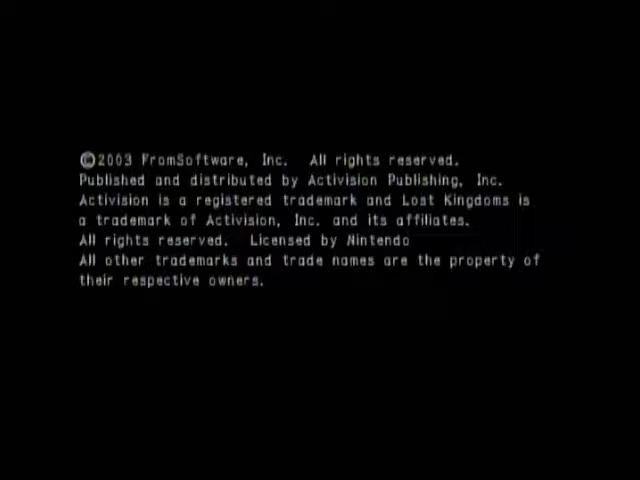 ©2003 FromSoftware, Inc.  All rights reserved.
Published and distributed by Activision Publishing, Inc.
Activision is a registered trademark and Lost Kingdoms is
a trademark of Activision, Inc. and its affiliates.
All rights reserved.  Licensed by Nintendo
All other trademarks and trade names are the property of
their respective owners.